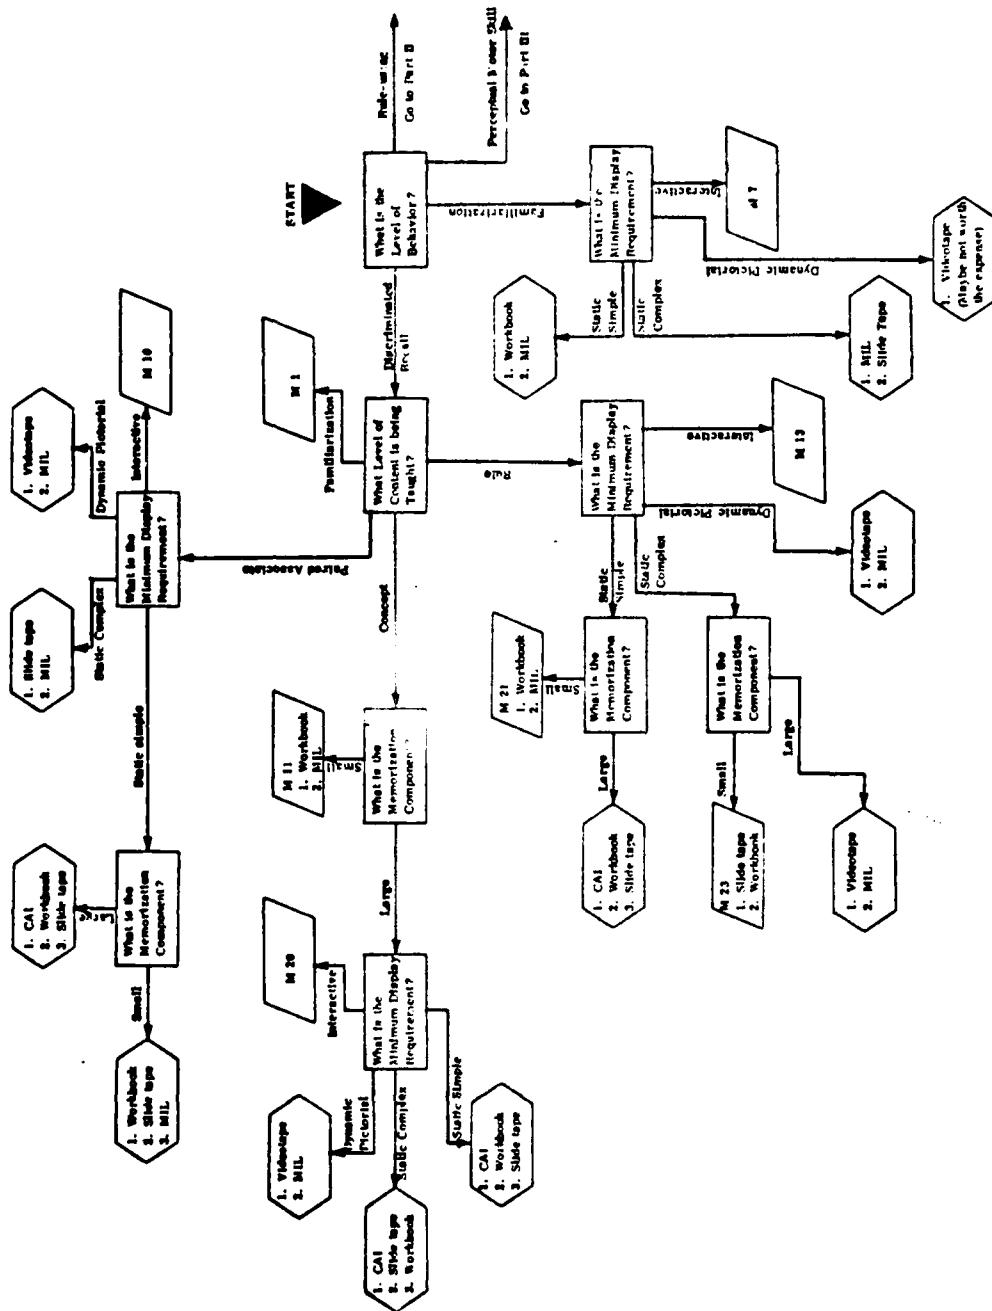 START
What is the
Level of
Behavior?
Go to Part II
Perceptual Motor Skill
Go to Part III
Familiarization
What is the
Minimum Display
Requirement?
Interactive
Dynamic Pictorial
1. Videotape
(Maybe not worth
the expense)
Static
Simple
1. Workbook
2. MIL
Static
Complex
1. MIL
2. Slide Tape
Discriminated
Recall
What Level of
Content is being
Taught?
Familiarization
M 1
Rule
What is the
Minimum Display
Requirement?
Interactive
M 13
Dynamic Pictorial
1. Videotape
2. MIL
Static
Simple
What is the
Memorization
Component?
Small
M 21
1. Workbook
2. MIL
Large
1. CAI
2. Workbook
3. Slide tape
Static
Complex
What is the
Memorization
Component?
Small
M 23
1. Slide tape
2. Workbook
Large
1. Videotape
2. MIL
Paired Associate
What is the
Minimum Display
Requirement?
Interactive
M 10
Dynamic Pictorial
1. Videotape
2. MIL
Static Complex
1. Slide tape
2. MIL
Static simple
What is the
Memorization
Component?
Large
1. CAI
2. Workbook
3. Slide tape
Small
1. Workbook
2. Slide tape
3. MIL
Concept
What is the
Memorization
Component?
Small
M 11
1. Workbook
2. MIL
Large
What is the
Minimum Display
Requirement?
Interactive
M 20
Dynamic
Pictorial
1. Videotape
2. MIL
Static Complex
1. CAI
2. Slide tape
3. Workbook
Static Simple
1. CAI
2. Workbook
3. Slide tape